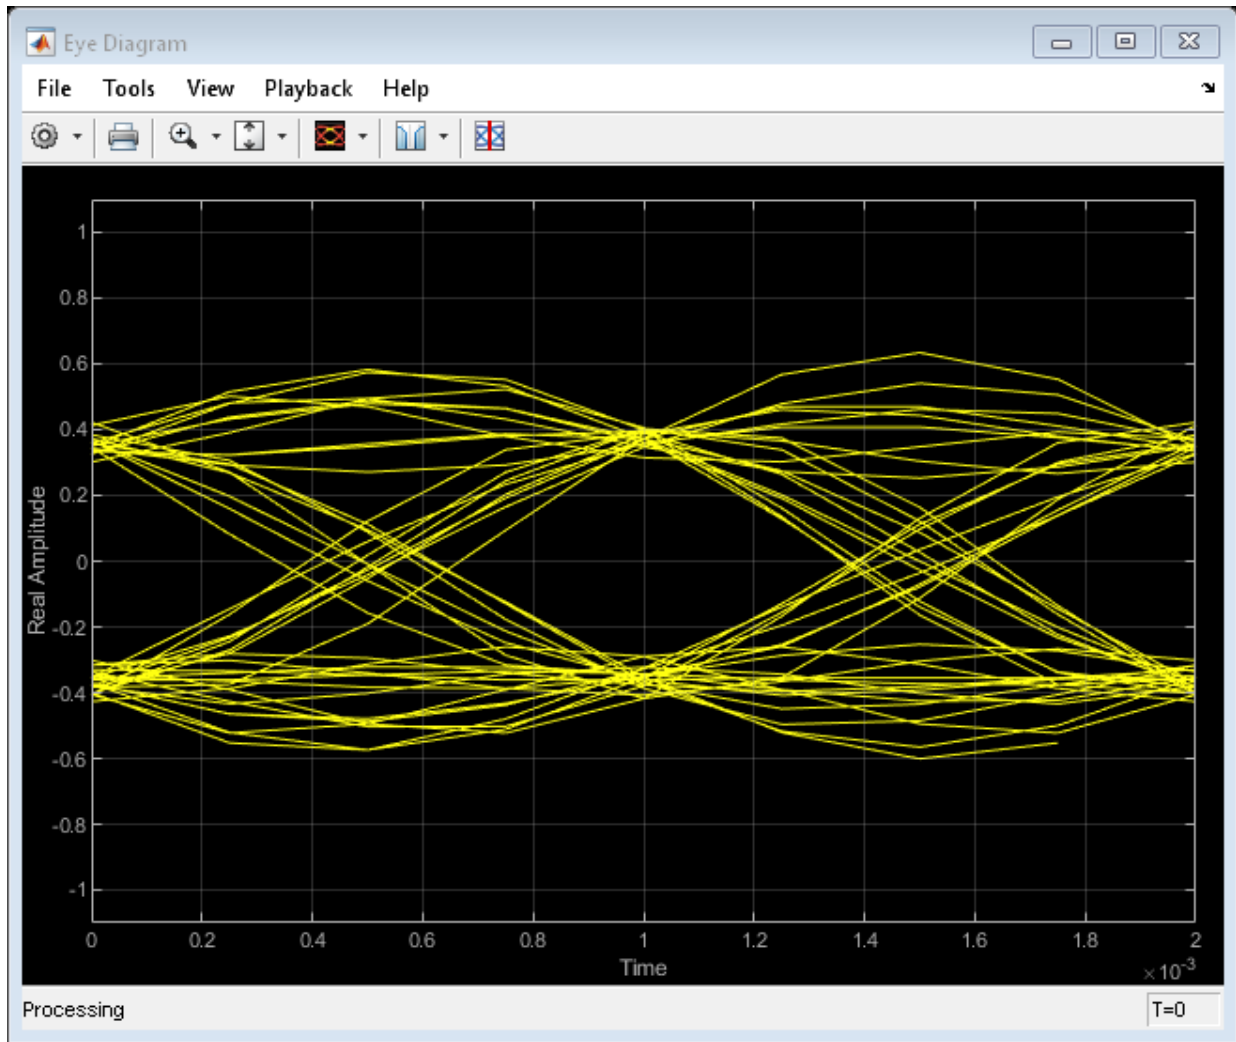 Eye Diagram
File Tools View Playback Help
1
0.8
0.6
0.4
0.2
0
-0.2
-0.4
-0.6
-0.8
-1
Real Amplitude
0 0.2 0.4 0.6 0.8 1 1.2 1.4 1.6 1.8 2
Time
×10⁻³
Processing T=0